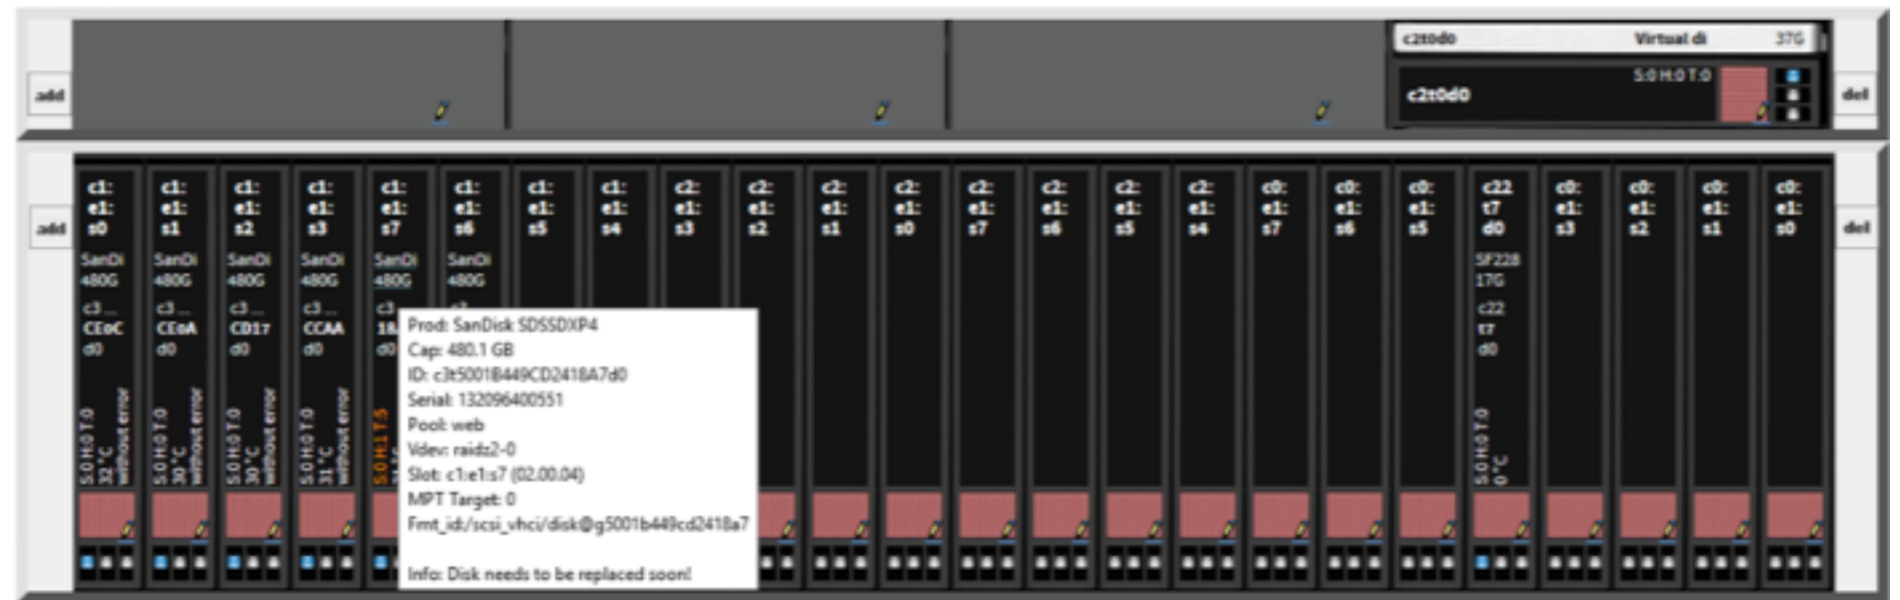 c2t0d0 Virtual di 37G
S:0 H:0 T:0
add c2t0d0 del
c1: c1: c1: c1: c1: c1: c1: c1: c2: c2: c2: c2: c2: c2: c2: c2: c0: c0: c0: c22 c0: c0: c0: c0:
e1: e1: e1: e1: e1: e1: e1: e1: e1: e1: e1: e1: e1: e1: e1: e1: e1: e1: e1: t7 e1: e1: e1: e1:
add s0 s1 s2 s3 s7 s6 s5 s4 s3 s2 s1 s0 s7 s6 s5 s4 s7 s6 s5 d0 s3 s2 s1 s0 del
SanDi SanDi SanDi SanDi SanDi SanDi SF228
480G 480G 480G 480G 480G 480G 17G
c3 ... c3 ... c3 ... c3 ... c3 c22
CE0C CE0A CD17 CCAA 18 t7
d0 d0 d0 d0 d0 d0
S:0 H:0 T:0
32 °C
without error
S:0 H:0 T:0
30 °C
without error
S:0 H:0 T:0
30 °C
without error
S:0 H:0 T:0
31 °C
without error
S:0 H:1 T:5
Prod: SanDisk SDSSDXP4
Cap: 480.1 GB
ID: c3t5001B449CD2418A7d0
Serial: 132096400551
Pool: web
Vdev: raidz2-0
Slot: c1:e1:s7 (02.00.04)
MPT Target: 0
Fmt_id:/scsi_vhci/disk@g5001b449cd2418a7
Info: Disk needs to be replaced soon!
S:0 H:0 T:0
0 °C